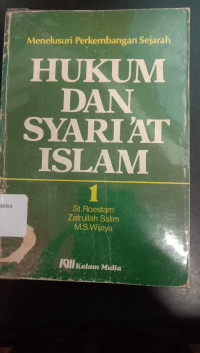 Menelusuri Perkembangan Sejarah
HUKUM
DAN
SYARI'AT
ISLAM
1
St.Roestam
Zafrullah Salim
M.S.Wijaya
Kalam Mulia